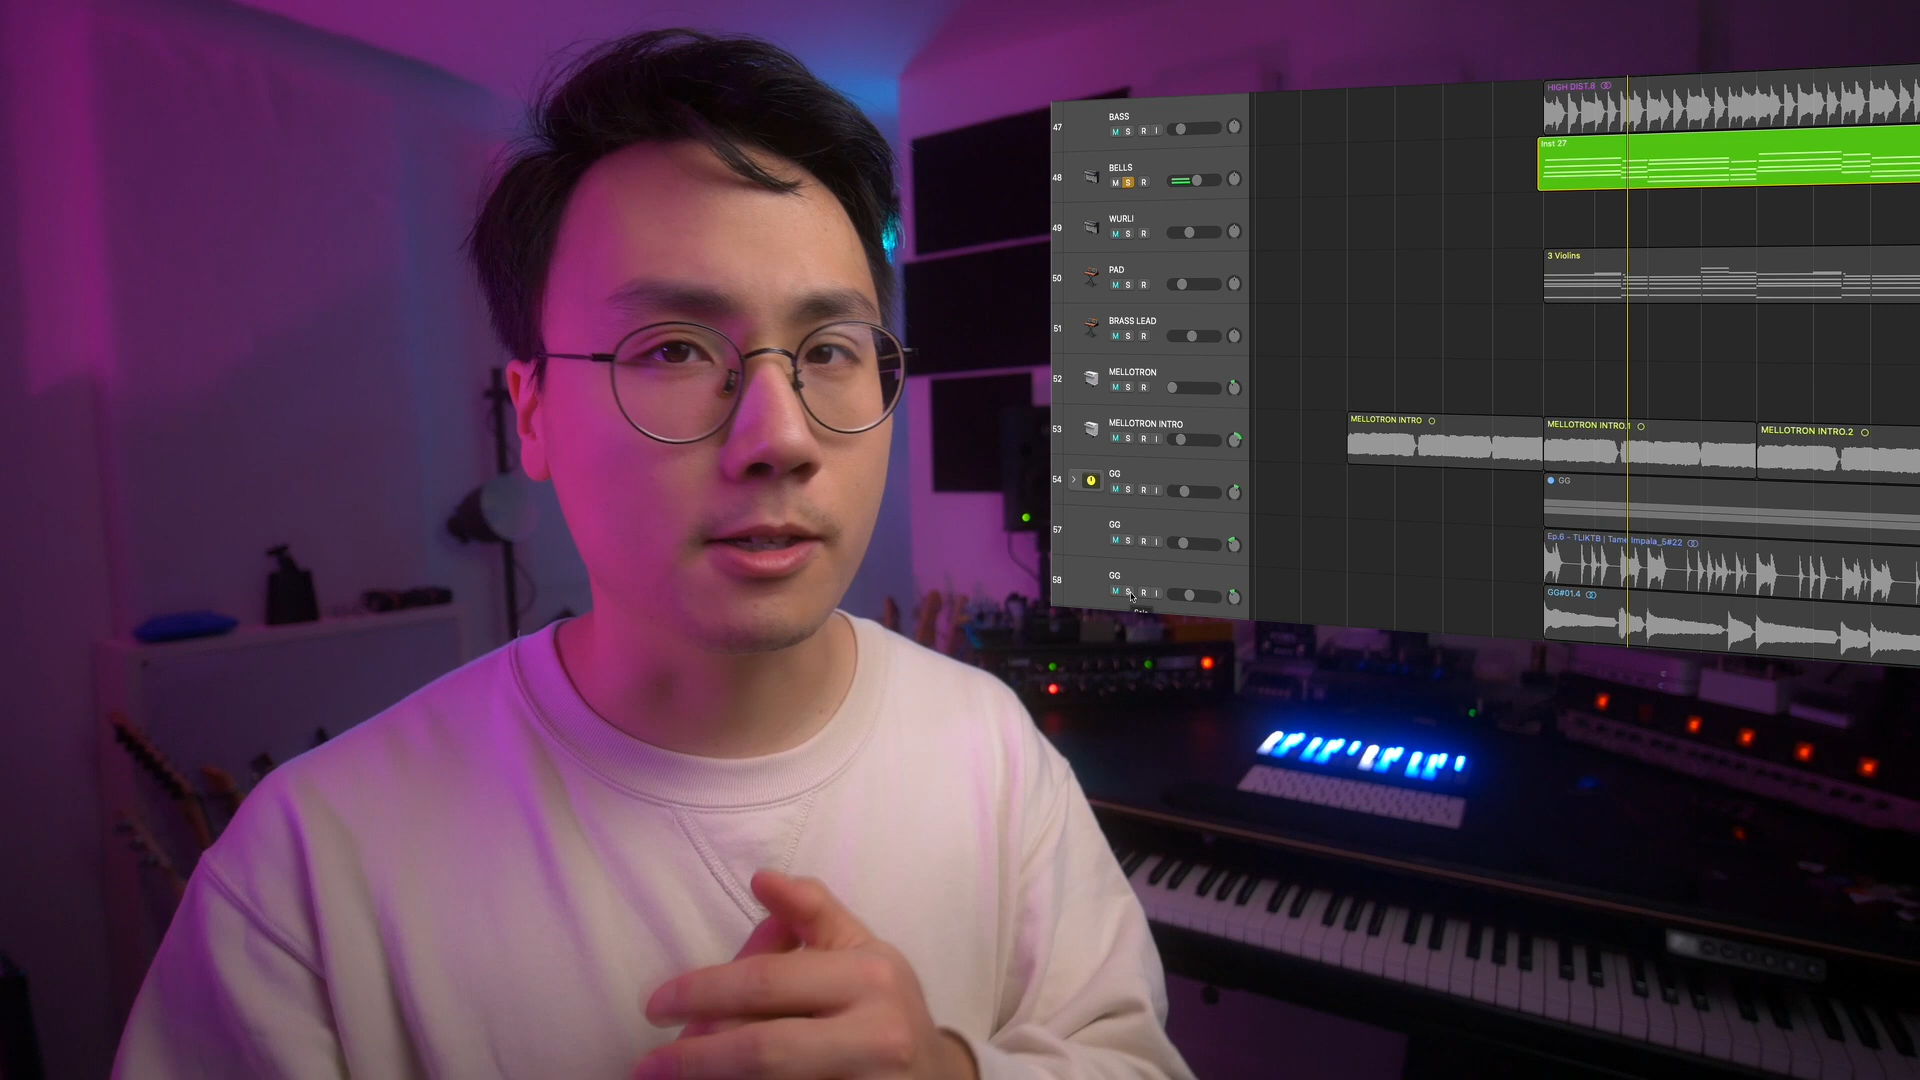 47
BASS
M S R I
48
BELLS
M S R
49
WURLI
M S R
50
PAD
M S R
51
BRASS LEAD
M S R
52
MELLOTRON
M S R
53
MELLOTRON INTRO
M S R I
54
GG
M S R I
57
GG
M S R I
58
GG
M S R I
HIGH DIST.8
Inst 27
3 Violins
MELLOTRON INTRO
MELLOTRON INTRO.1
MELLOTRON INTRO.2
GG
Ep.6 - TLIKTB | Tame Impala_5#22
GG#01.4